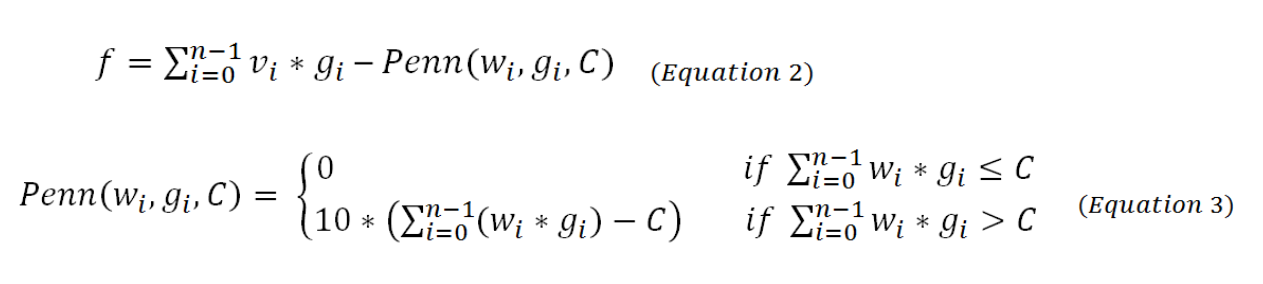 f = ∑_{i=0}^{n−1} v_i * g_i − Penn(w_i, g_i, C) (Equation 2)
Penn(w_i, g_i, C) = { 0 if ∑_{i=0}^{n−1} w_i * g_i ≤ C
10 * (∑_{i=0}^{n−1}(w_i * g_i) − C) if ∑_{i=0}^{n−1} w_i * g_i > C (Equation 3)